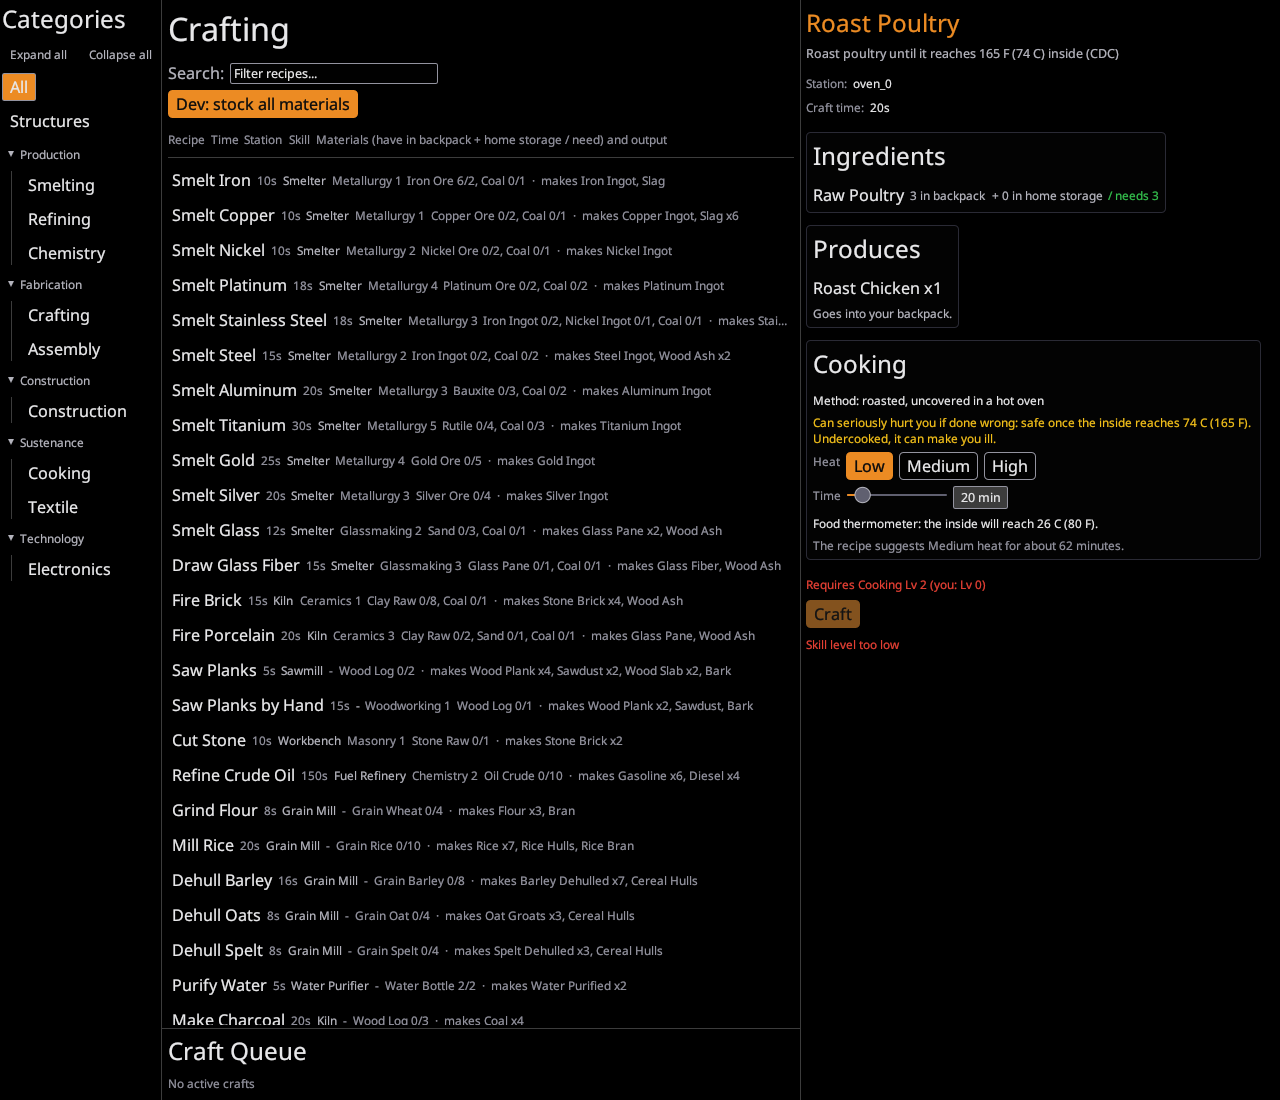 Categories
Expand all Collapse all
All
Structures
Production
Smelting
Refining
Chemistry
Fabrication
Crafting
Assembly
Construction
Construction
Sustenance
Cooking
Textile
Technology
Electronics
Crafting
Search: Filter recipes...
Dev: stock all materials
Recipe Time Station Skill Materials (have in backpack + home storage / need) and output
Smelt Iron 10s Smelter Metallurgy 1 Iron Ore 6/2, Coal 0/1 · makes Iron Ingot, Slag
Smelt Copper 10s Smelter Metallurgy 1 Copper Ore 0/2, Coal 0/1 · makes Copper Ingot, Slag x6
Smelt Nickel 10s Smelter Metallurgy 2 Nickel Ore 0/2, Coal 0/1 · makes Nickel Ingot
Smelt Platinum 18s Smelter Metallurgy 4 Platinum Ore 0/2, Coal 0/2 · makes Platinum Ingot
Smelt Stainless Steel 18s Smelter Metallurgy 3 Iron Ingot 0/2, Nickel Ingot 0/1, Coal 0/1 · makes Stai...
Smelt Steel 15s Smelter Metallurgy 2 Iron Ingot 0/2, Coal 0/2 · makes Steel Ingot, Wood Ash x2
Smelt Aluminum 20s Smelter Metallurgy 3 Bauxite 0/3, Coal 0/2 · makes Aluminum Ingot
Smelt Titanium 30s Smelter Metallurgy 5 Rutile 0/4, Coal 0/3 · makes Titanium Ingot
Smelt Gold 25s Smelter Metallurgy 4 Gold Ore 0/5 · makes Gold Ingot
Smelt Silver 20s Smelter Metallurgy 3 Silver Ore 0/4 · makes Silver Ingot
Smelt Glass 12s Smelter Glassmaking 2 Sand 0/3, Coal 0/1 · makes Glass Pane x2, Wood Ash
Draw Glass Fiber 15s Smelter Glassmaking 3 Glass Pane 0/1, Coal 0/1 · makes Glass Fiber, Wood Ash
Fire Brick 15s Kiln Ceramics 1 Clay Raw 0/8, Coal 0/1 · makes Stone Brick x4, Wood Ash
Fire Porcelain 20s Kiln Ceramics 3 Clay Raw 0/2, Sand 0/1, Coal 0/1 · makes Glass Pane, Wood Ash
Saw Planks 5s Sawmill - Wood Log 0/2 · makes Wood Plank x4, Sawdust x2, Wood Slab x2, Bark
Saw Planks by Hand 15s - Woodworking 1 Wood Log 0/1 · makes Wood Plank x2, Sawdust, Bark
Cut Stone 10s Workbench Masonry 1 Stone Raw 0/1 · makes Stone Brick x2
Refine Crude Oil 150s Fuel Refinery Chemistry 2 Oil Crude 0/10 · makes Gasoline x6, Diesel x4
Grind Flour 8s Grain Mill - Grain Wheat 0/4 · makes Flour x3, Bran
Mill Rice 20s Grain Mill - Grain Rice 0/10 · makes Rice x7, Rice Hulls, Rice Bran
Dehull Barley 16s Grain Mill - Grain Barley 0/8 · makes Barley Dehulled x7, Cereal Hulls
Dehull Oats 8s Grain Mill - Grain Oat 0/4 · makes Oat Groats x3, Cereal Hulls
Dehull Spelt 8s Grain Mill - Grain Spelt 0/4 · makes Spelt Dehulled x3, Cereal Hulls
Purify Water 5s Water Purifier - Water Bottle 2/2 · makes Water Purified x2
Make Charcoal 20s Kiln - Wood Log 0/3 · makes Coal x4
Craft Queue
No active crafts
Roast Poultry
Roast poultry until it reaches 165 F (74 C) inside (CDC)
Station: oven_0
Craft time: 20s
Ingredients
Raw Poultry 3 in backpack + 0 in home storage / needs 3
Produces
Roast Chicken x1
Goes into your backpack.
Cooking
Method: roasted, uncovered in a hot oven
Can seriously hurt you if done wrong: safe once the inside reaches 74 C (165 F).
Undercooked, it can make you ill.
Heat Low Medium High
Time 20 min
Food thermometer: the inside will reach 26 C (80 F).
The recipe suggests Medium heat for about 62 minutes.
Requires Cooking Lv 2 (you: Lv 0)
Craft
Skill level too low